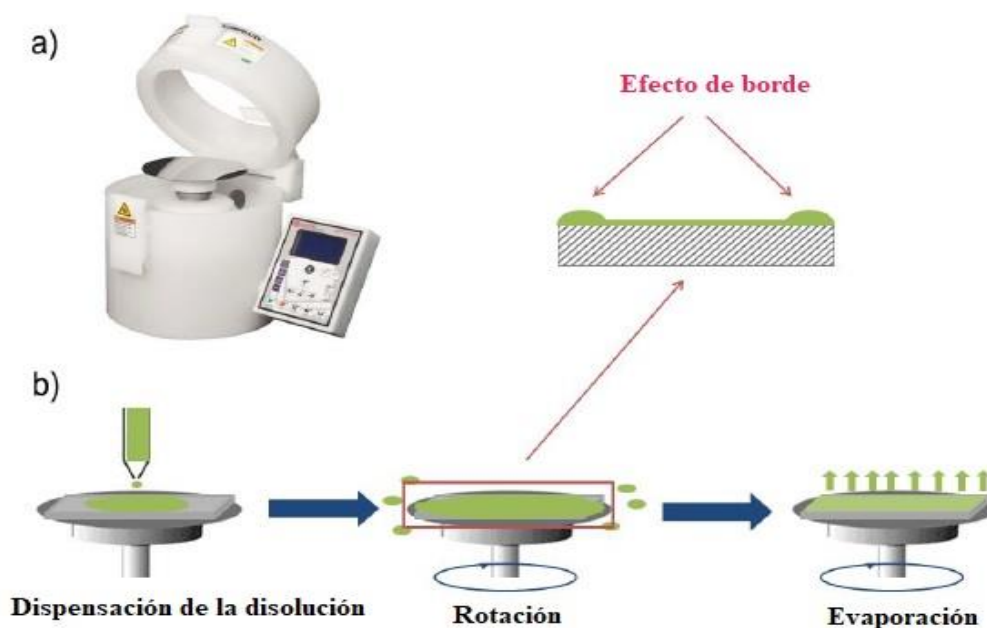 a)
Efecto de borde
b)
Dispensación de la disolución
Rotación
Evaporación